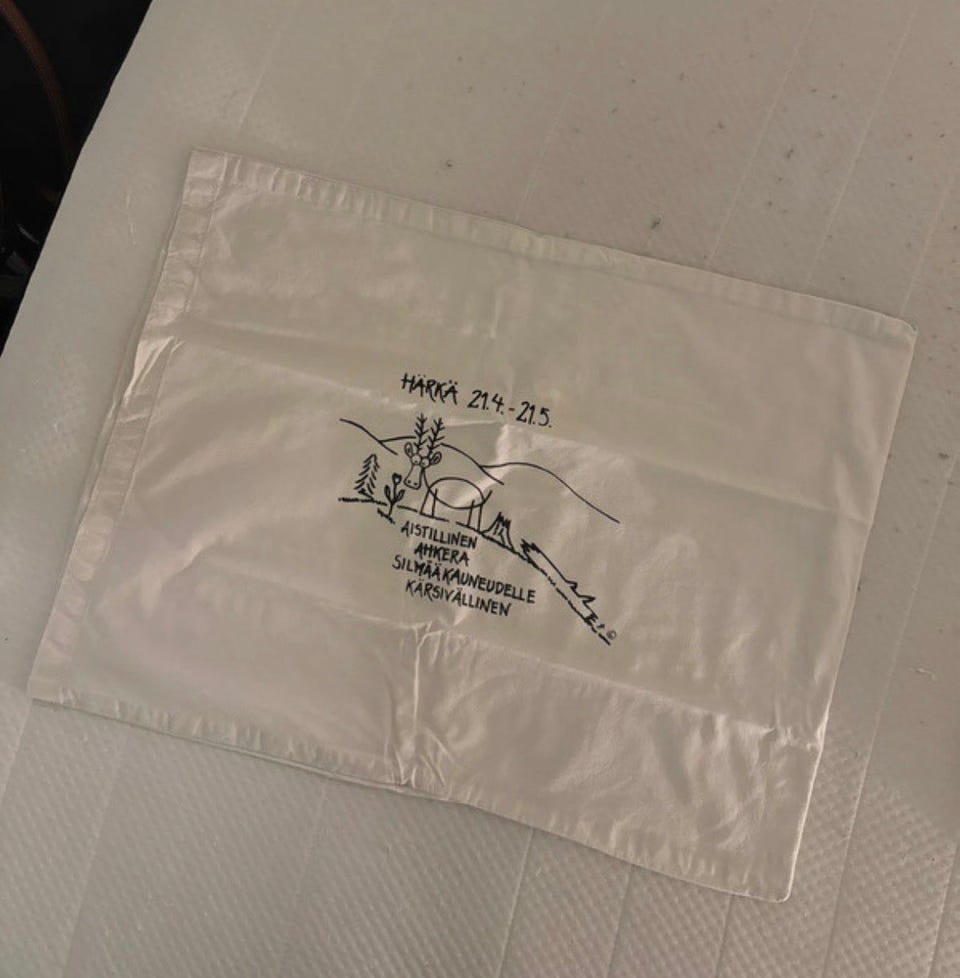 HÄRKÄ 21.4.-21.5.
AISTILLINEN
AHKERA
SILMÄÄ KAUNEUDELLE
KÄRSIVÄLLINEN
©